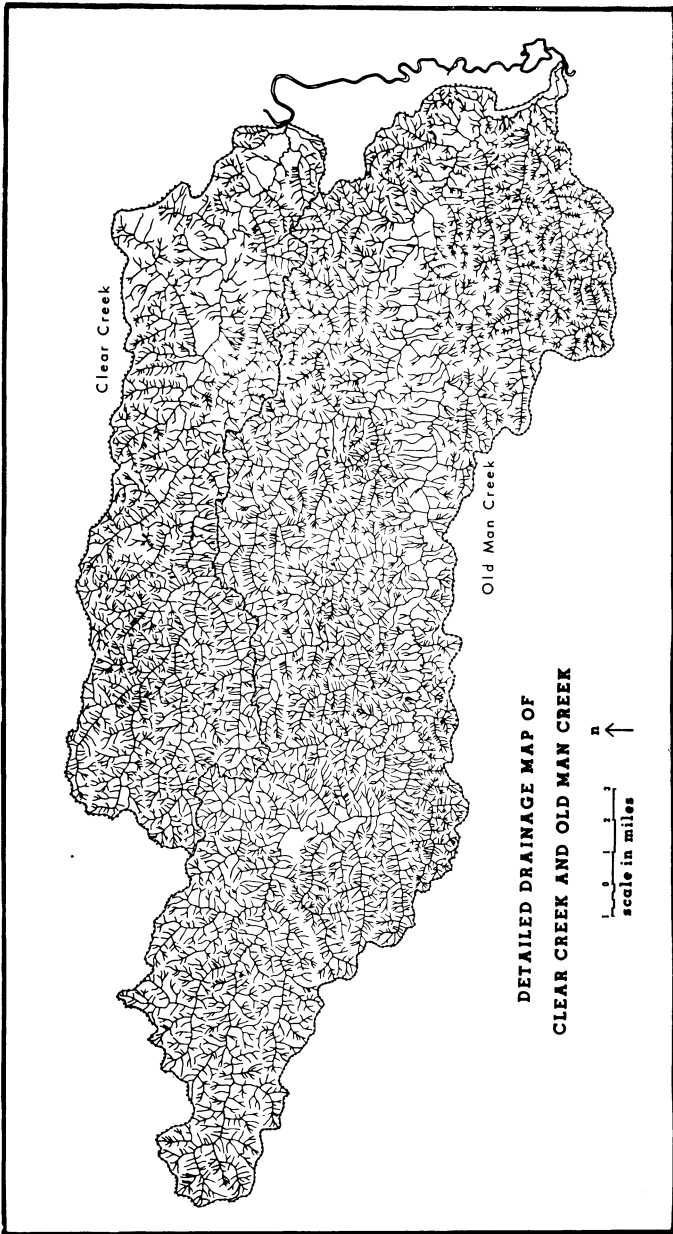 Clear Creek
Old Man Creek
DETAILED DRAINAGE MAP OF
CLEAR CREEK AND OLD MAN CREEK
n
1 0 1 2 3
scale in miles